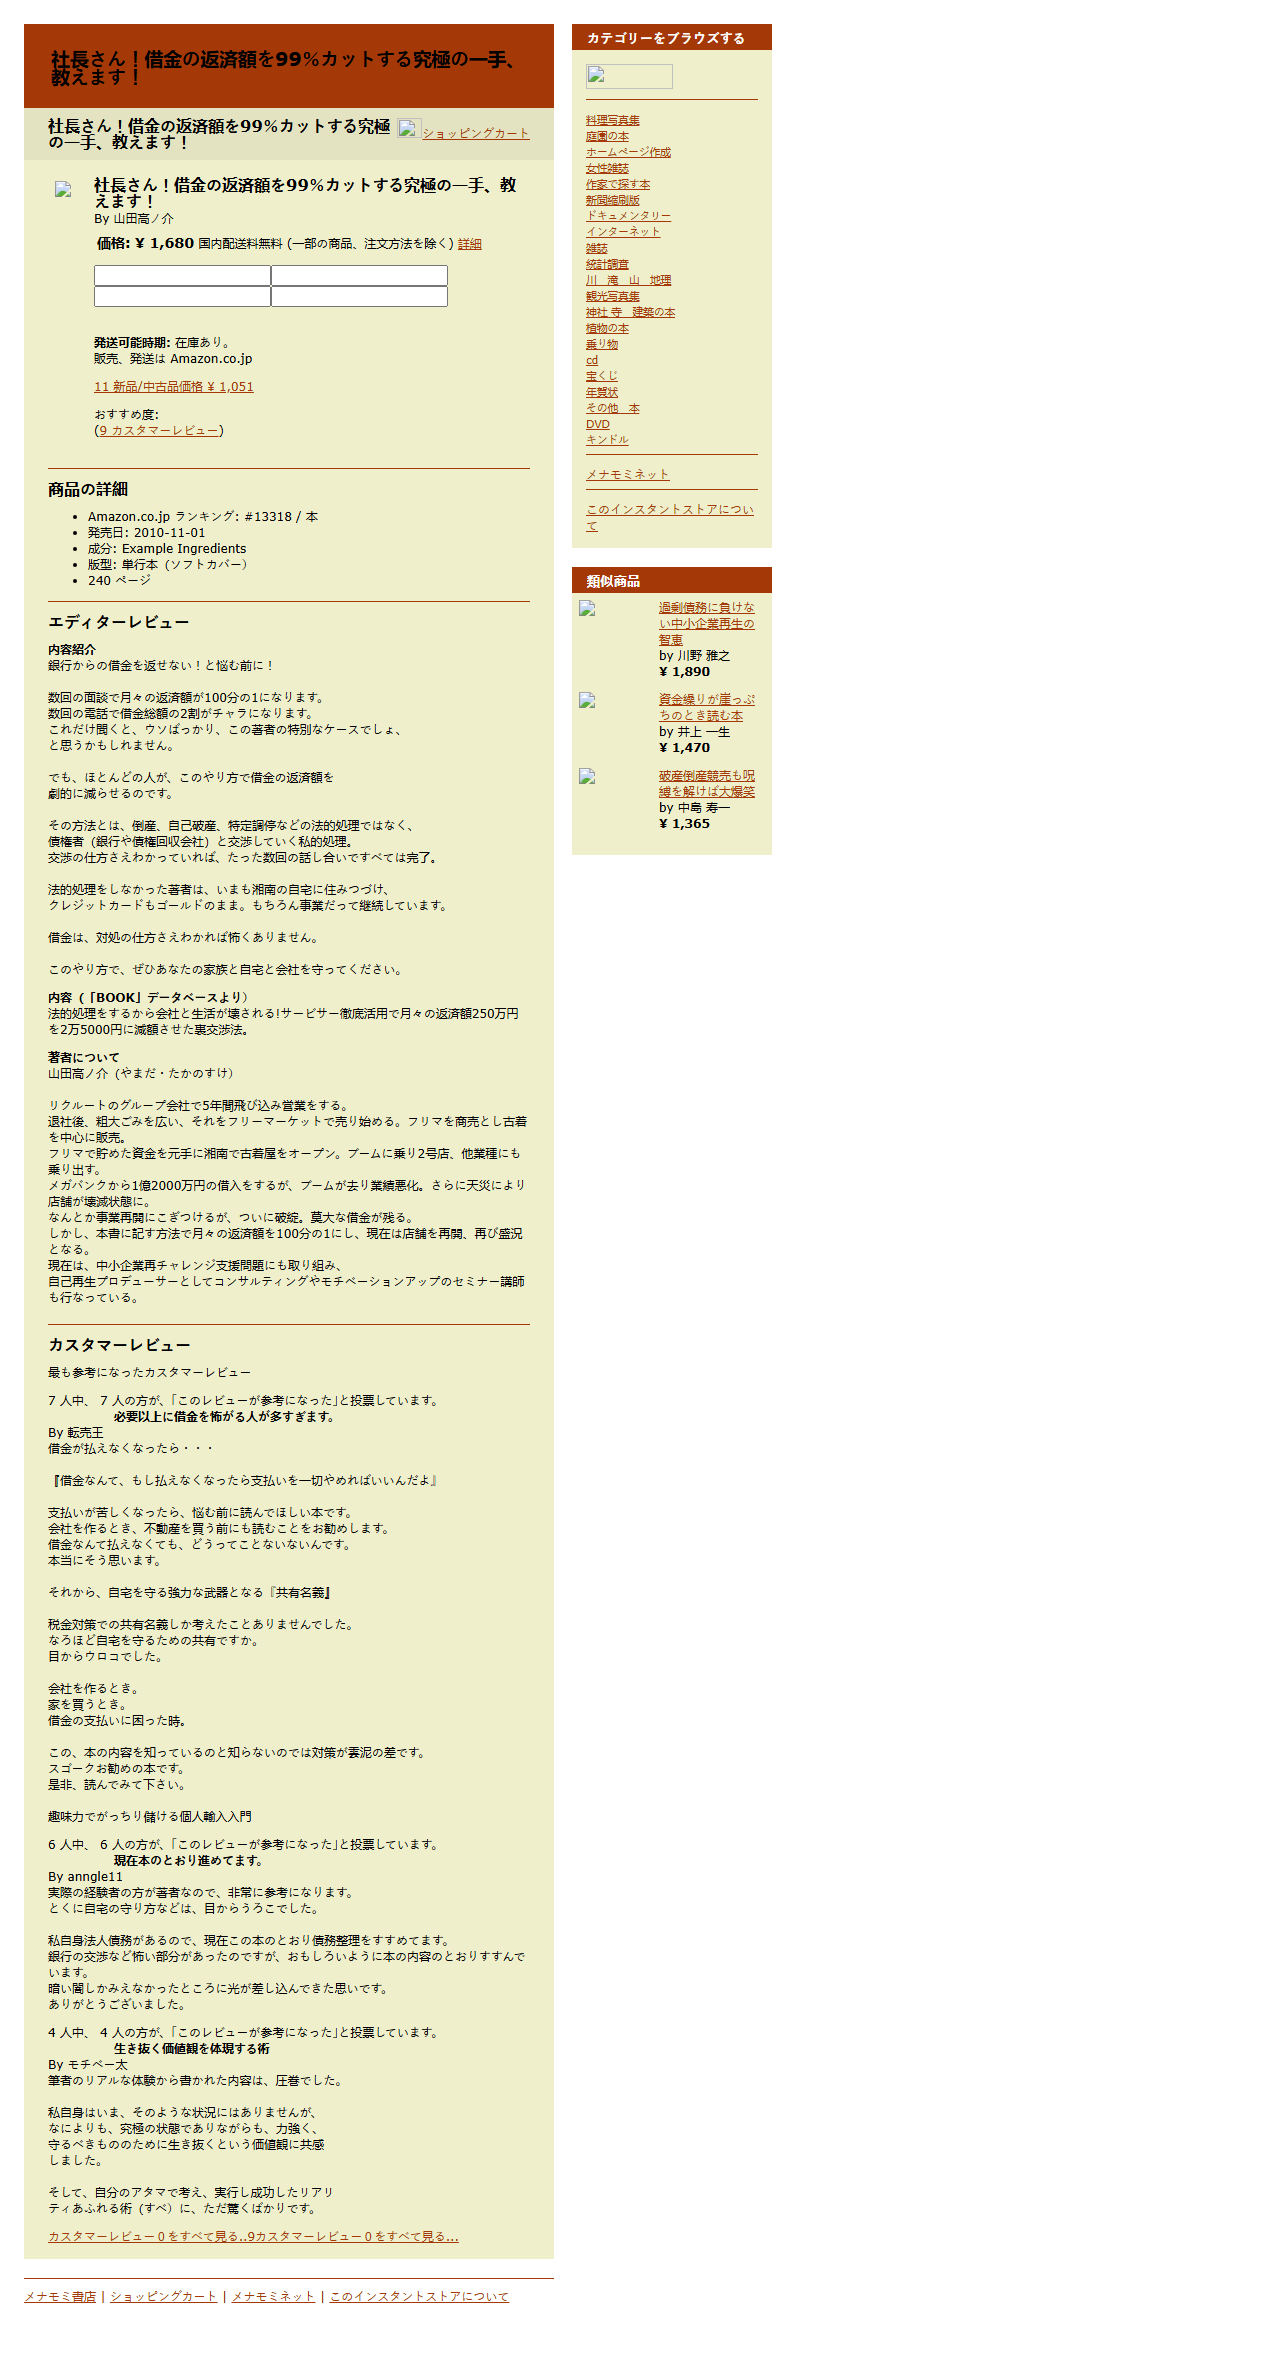 社長さん！借金の返済額を99％カットする究極の一手、
教えます！
社長さん！借金の返済額を99％カットする究極
の一手、教えます！
ショッピングカート
社長さん！借金の返済額を99％カットする究極の一手、教
えます！
By 山田高ノ介
価格: ¥ 1,680 国内配送料無料 (一部の商品、注文方法を除く) 詳細
発送可能時期: 在庫あり。
販売、発送は Amazon.co.jp
11 新品/中古品価格 ¥ 1,051
おすすめ度:
(9 カスタマーレビュー)
商品の詳細
Amazon.co.jp ランキング: #13318 / 本
発売日: 2010-11-01
成分: Example Ingredients
版型: 単行本（ソフトカバー）
240 ページ
エディターレビュー
内容紹介
銀行からの借金を返せない！と悩む前に！
数回の面談で月々の返済額が100分の1になります。
数回の電話で借金総額の2割がチャラになります。
これだけ聞くと、ウソばっかり、この著者の特別なケースでしょ、
と思うかもしれません。
でも、ほとんどの人が、このやり方で借金の返済額を
劇的に減らせるのです。
その方法とは、倒産、自己破産、特定調停などの法的処理ではなく、
債権者（銀行や債権回収会社）と交渉していく私的処理。
交渉の仕方さえわかっていれば、たった数回の話し合いですべては完了。
法的処理をしなかった著者は、いまも湘南の自宅に住みつづけ、
クレジットカードもゴールドのまま。もちろん事業だって継続しています。
借金は、対処の仕方さえわかれば怖くありません。
このやり方で、ぜひあなたの家族と自宅と会社を守ってください。
内容（「BOOK」データベースより）
法的処理をするから会社と生活が壊される!サービサー徹底活用で月々の返済額250万円
を2万5000円に減額させた裏交渉法。
著者について
山田高ノ介（やまだ・たかのすけ）
リクルートのグループ会社で5年間飛び込み営業をする。
退社後、粗大ごみを広い、それをフリーマーケットで売り始める。フリマを商売とし古着
を中心に販売。
フリマで貯めた資金を元手に湘南で古着屋をオープン。ブームに乗り2号店、他業種にも
乗り出す。
メガバンクから1億2000万円の借入をするが、ブームが去り業績悪化。さらに天災により
店舗が壊滅状態に。
なんとか事業再開にこぎつけるが、ついに破綻。莫大な借金が残る。
しかし、本書に記す方法で月々の返済額を100分の1にし、現在は店舗を再開、再び盛況
となる。
現在は、中小企業再チャレンジ支援問題にも取り組み、
自己再生プロデューサーとしてコンサルティングやモチベーションアップのセミナー講師
も行なっている。
カスタマーレビュー
最も参考になったカスタマーレビュー
7 人中、 7 人の方が、｢このレビューが参考になった｣と投票しています。
必要以上に借金を怖がる人が多すぎます。
By 転売王
借金が払えなくなったら・・・
『借金なんて、もし払えなくなったら支払いを一切やめればいいんだよ』
支払いが苦しくなったら、悩む前に読んでほしい本です。
会社を作るとき、不動産を買う前にも読むことをお勧めします。
借金なんて払えなくても、どうってことないないんです。
本当にそう思います。
それから、自宅を守る強力な武器となる『共有名義』
税金対策での共有名義しか考えたことありませんでした。
なろほど自宅を守るための共有ですか。
目からウロコでした。
会社を作るとき。
家を買うとき。
借金の支払いに困った時。
この、本の内容を知っているのと知らないのでは対策が雲泥の差です。
スゴークお勧めの本です。
是非、読んでみて下さい。
趣味力でがっちり儲ける個人輸入入門
6 人中、 6 人の方が、｢このレビューが参考になった｣と投票しています。
現在本のとおり進めてます。
By anngle11
実際の経験者の方が著者なので、非常に参考になります。
とくに自宅の守り方などは、目からうろこでした。
私自身法人債務があるので、現在この本のとおり債務整理をすすめてます。
銀行の交渉など怖い部分があったのですが、おもしろいように本の内容のとおりすすんで
います。
暗い闇しかみえなかったところに光が差し込んできた思いです。
ありがとうございました。
4 人中、 4 人の方が、｢このレビューが参考になった｣と投票しています。
生き抜く価値観を体現する術
By モチベー太
筆者のリアルな体験から書かれた内容は、圧巻でした。
私自身はいま、そのような状況にはありませんが、
なによりも、究極の状態でありながらも、力強く、
守るべきもののために生き抜くという価値観に共感
しました。
そして、自分のアタマで考え、実行し成功したリアリ
ティあふれる術（すべ）に、ただ驚くばかりです。
カスタマーレビュー０をすべて見る..9カスタマーレビュー０をすべて見る...
メナモミ書店 | ショッピングカート | メナモミネット | このインスタントストアについて
カテゴリーをブラウズする
料理写真集
庭園の本
ホームページ作成
女性雑誌
作家で探す本
新聞縮刷版
ドキュメンタリー
インターネット
雑誌
統計調査
川　滝　山　地理
観光写真集
神社 寺　建築の本
植物の本
乗り物
cd
宝くじ
年賀状
その他　本
DVD
キンドル
メナモミネット
このインスタントストアについ
て
類似商品
過剰債務に負けな
い中小企業再生の
智恵
by 川野 雅之
¥ 1,890
資金繰りが崖っぷ
ちのとき読む本
by 井上 一生
¥ 1,470
破産倒産競売も呪
縛を解けば大爆笑
by 中島 寿一
¥ 1,365